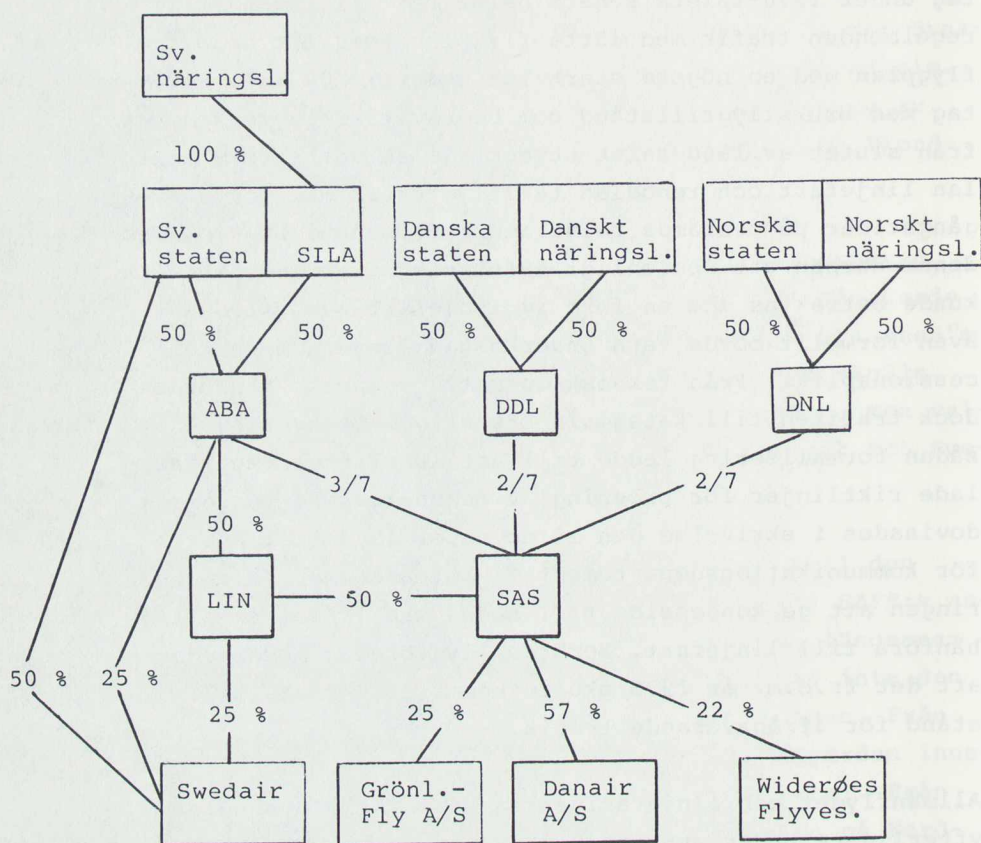 Sv.
näringsl.
100 %
Sv.
staten SILA
Danska
staten
Danskt
näringsl.
Norska
staten
Norskt
näringsl.
50 % 50 % 50 % 50 % 50 % 50 %
ABA DDL DNL
3/7 2/7 2/7
50 %
LIN 50 % SAS
50 % 25 %
25 % 25 % 57 % 22 %
Swedair
Grönl.-
Fly A/S
Danair
A/S
Widerøes
Flyves.